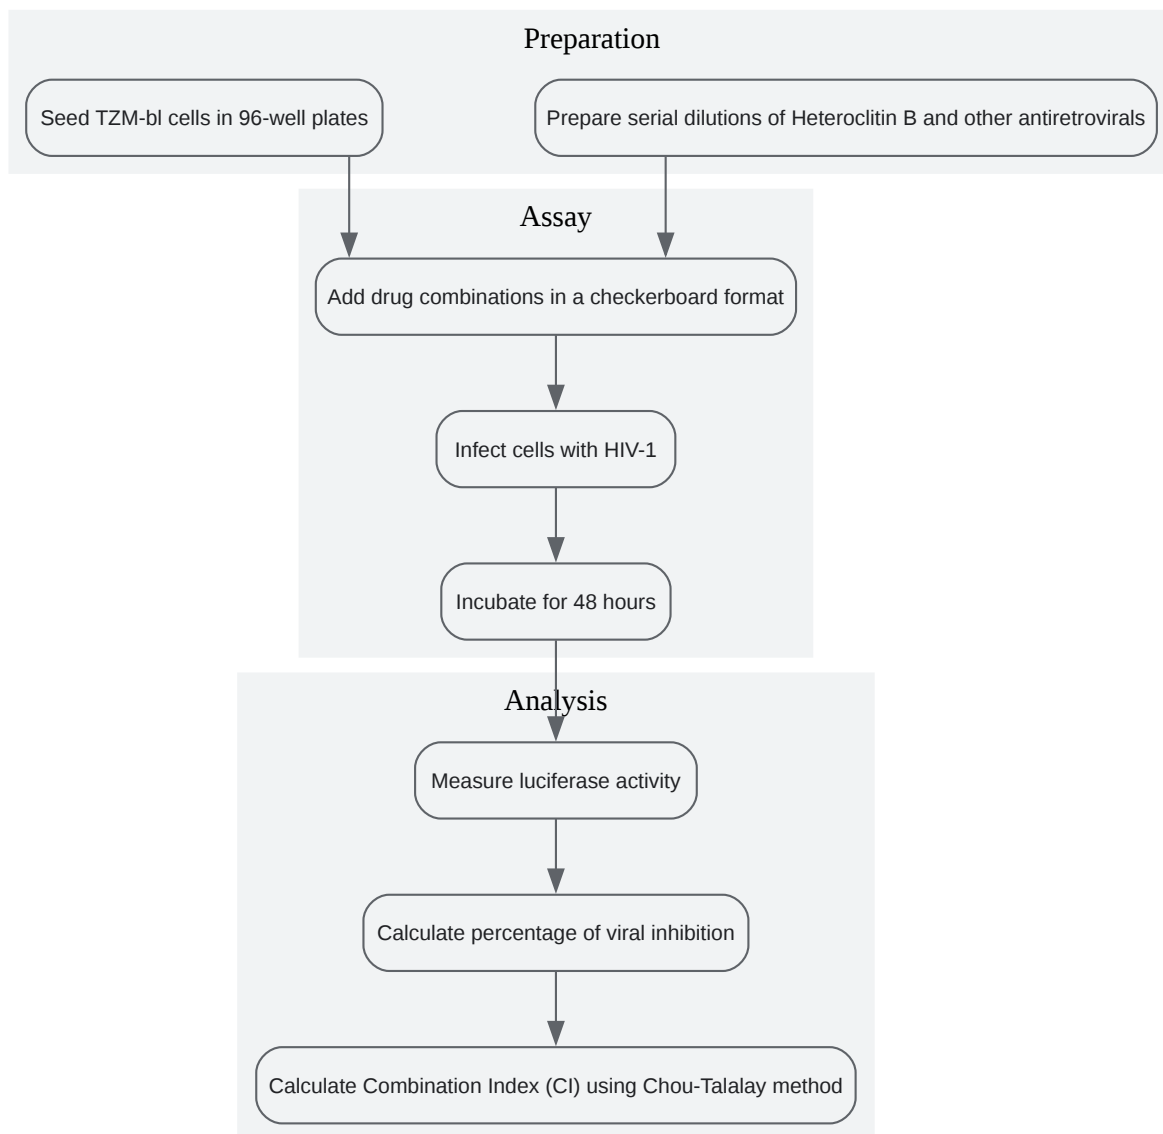 Preparation
Seed TZM-bl cells in 96-well plates
Prepare serial dilutions of Heteroclitin B and other antiretrovirals
Assay
Add drug combinations in a checkerboard format
Infect cells with HIV-1
Incubate for 48 hours
Analysis
Measure luciferase activity
Calculate percentage of viral inhibition
Calculate Combination Index (CI) using Chou-Talalay method